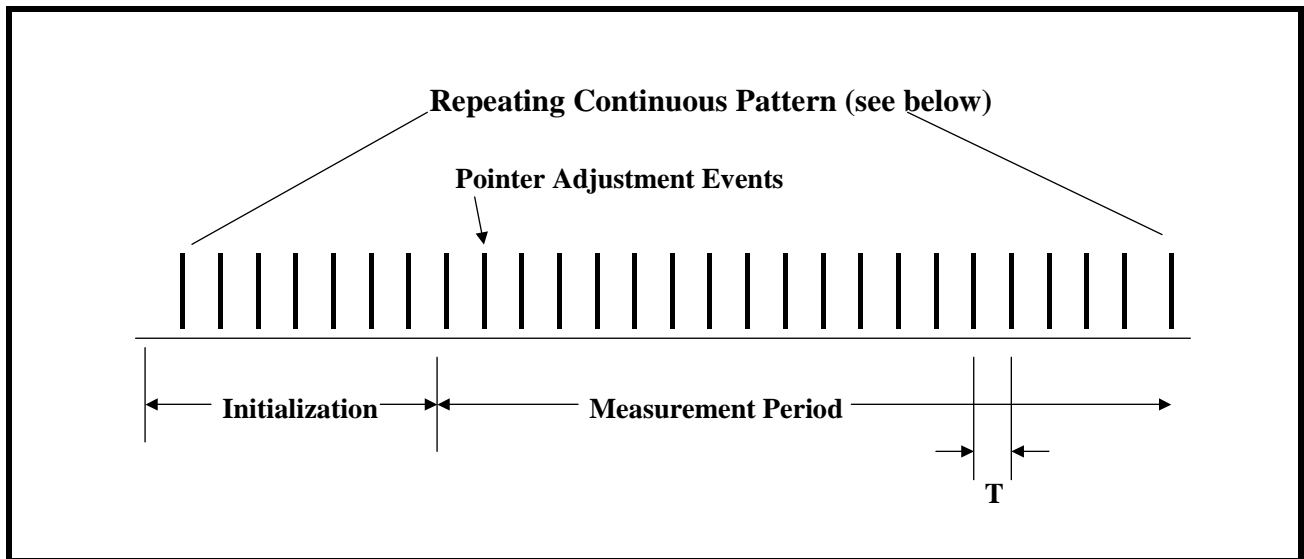 Repeating Continuous Pattern (see below)
Pointer Adjustment Events
Initialization
Measurement Period
T